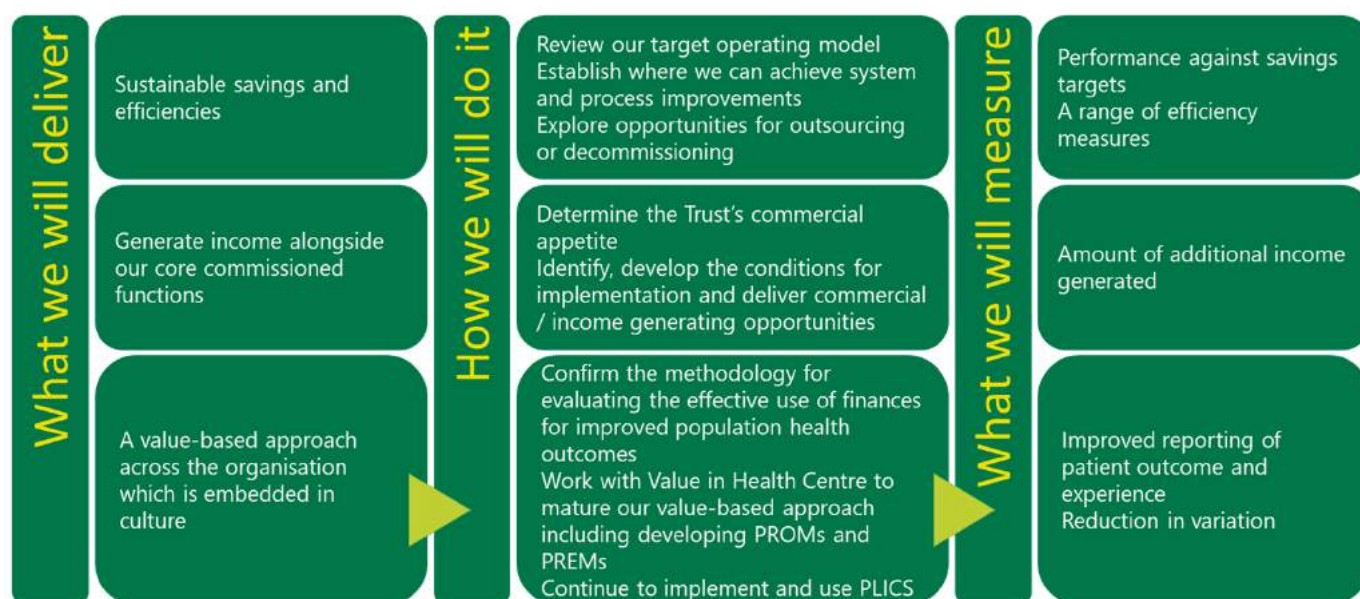 What we will deliver
Sustainable savings and
efficiencies
Generate income alongside
our core commissioned
functions
A value-based approach
across the organisation
which is embedded in
culture
How we will do it
Review our target operating model
Establish where we can achieve system
and process improvements
Explore opportunities for outsourcing
or decommissioning
Determine the Trust's commercial
appetite
Identify, develop the conditions for
implementation and deliver commercial
/ income generating opportunities
Confirm the methodology for
evaluating the effective use of finances
for improved population health
outcomes
Work with Value in Health Centre to
mature our value-based approach
including developing PROMs and
PREMs
Continue to implement and use PLICS
What we will measure
Performance against savings
targets
A range of efficiency
measures
Amount of additional income
generated
Improved reporting of
patient outcome and
experience
Reduction in variation